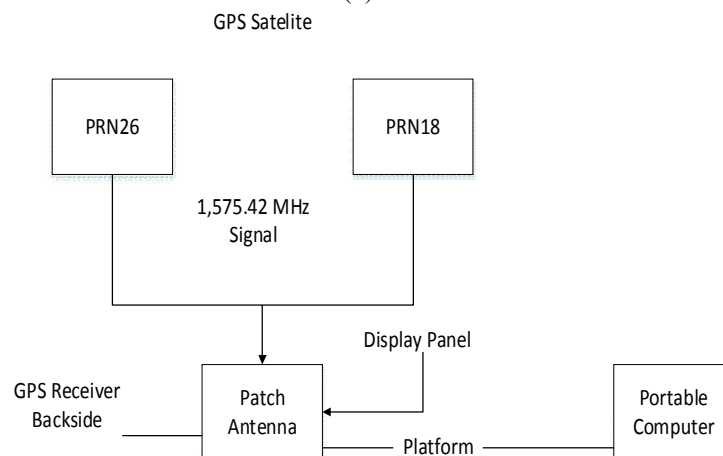 GPS Satelite
PRN26
PRN18
1,575.42 MHz
Signal
Display Panel
GPS Receiver
Backside
Patch
Antenna
Platform
Portable
Computer